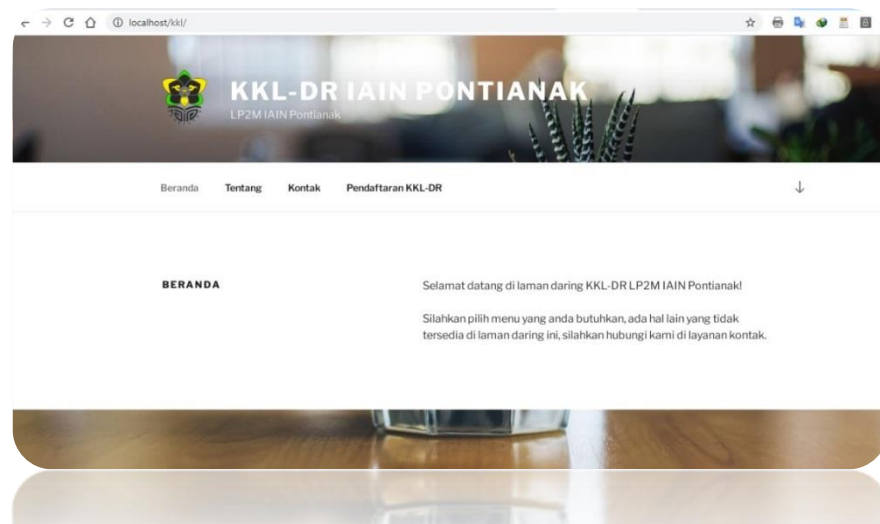 localhost/kkl/
KKL-DR IAIN PONTIANAK
LP2M IAIN Pontianak
Beranda Tentang Kontak Pendaftaran KKL-DR
BERANDA
Selamat datang di laman daring KKL-DR LP2M IAIN Pontianak!
Silahkan pilih menu yang anda butuhkan, ada hal lain yang tidak
tersedia di laman daring ini, silahkan hubungi kami di layanan kontak.